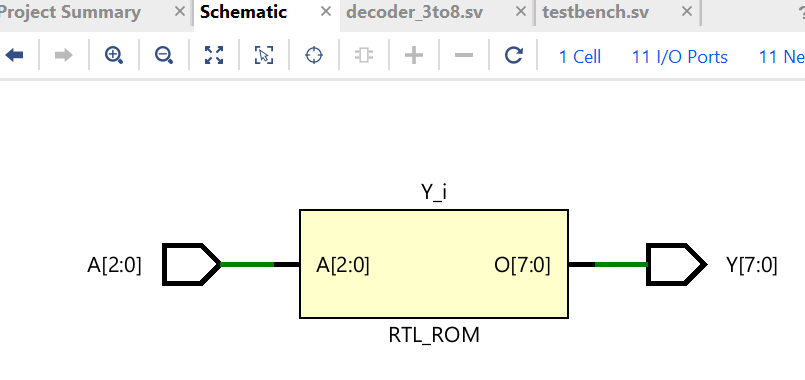 Project Summary × Schematic × decoder_3to8.sv × testbench.sv × ?
1 Cell 11 I/O Ports 11 Ne
Y_i
A[2:0] A[2:0] O[7:0] Y[7:0]
RTL_ROM